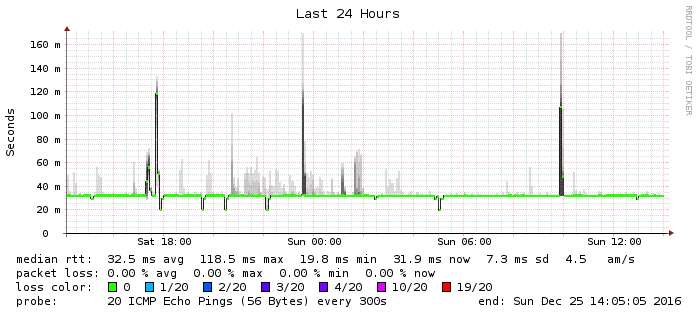 Last 24 Hours
RRDTOOL / TOBI OETIKER
Seconds
160 m
140 m
120 m
100 m
80 m
60 m
40 m
20 m
0
Sat 18:00 Sun 00:00 Sun 06:00 Sun 12:00
median rtt: 32.5 ms avg 118.5 ms max 19.8 ms min 31.9 ms now 7.3 ms sd 4.5 am/s
packet loss: 0.00 % avg 0.00 % max 0.00 % min 0.00 % now
loss color: 0 1/20 2/20 3/20 4/20 10/20 19/20
probe: 20 ICMP Echo Pings (56 Bytes) every 300s end: Sun Dec 25 14:05:05 2016